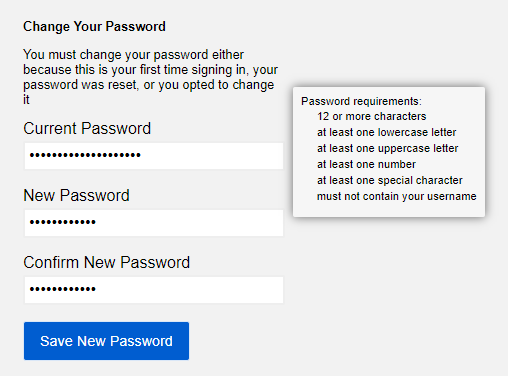 Change Your Password
You must change your password either
because this is your first time signing in, your
password was reset, or you opted to change
it
Current Password
••••••••••••••••••••
New Password
••••••••••••
Confirm New Password
••••••••••••
Save New Password
Password requirements:
12 or more characters
at least one lowercase letter
at least one uppercase letter
at least one number
at least one special character
must not contain your username